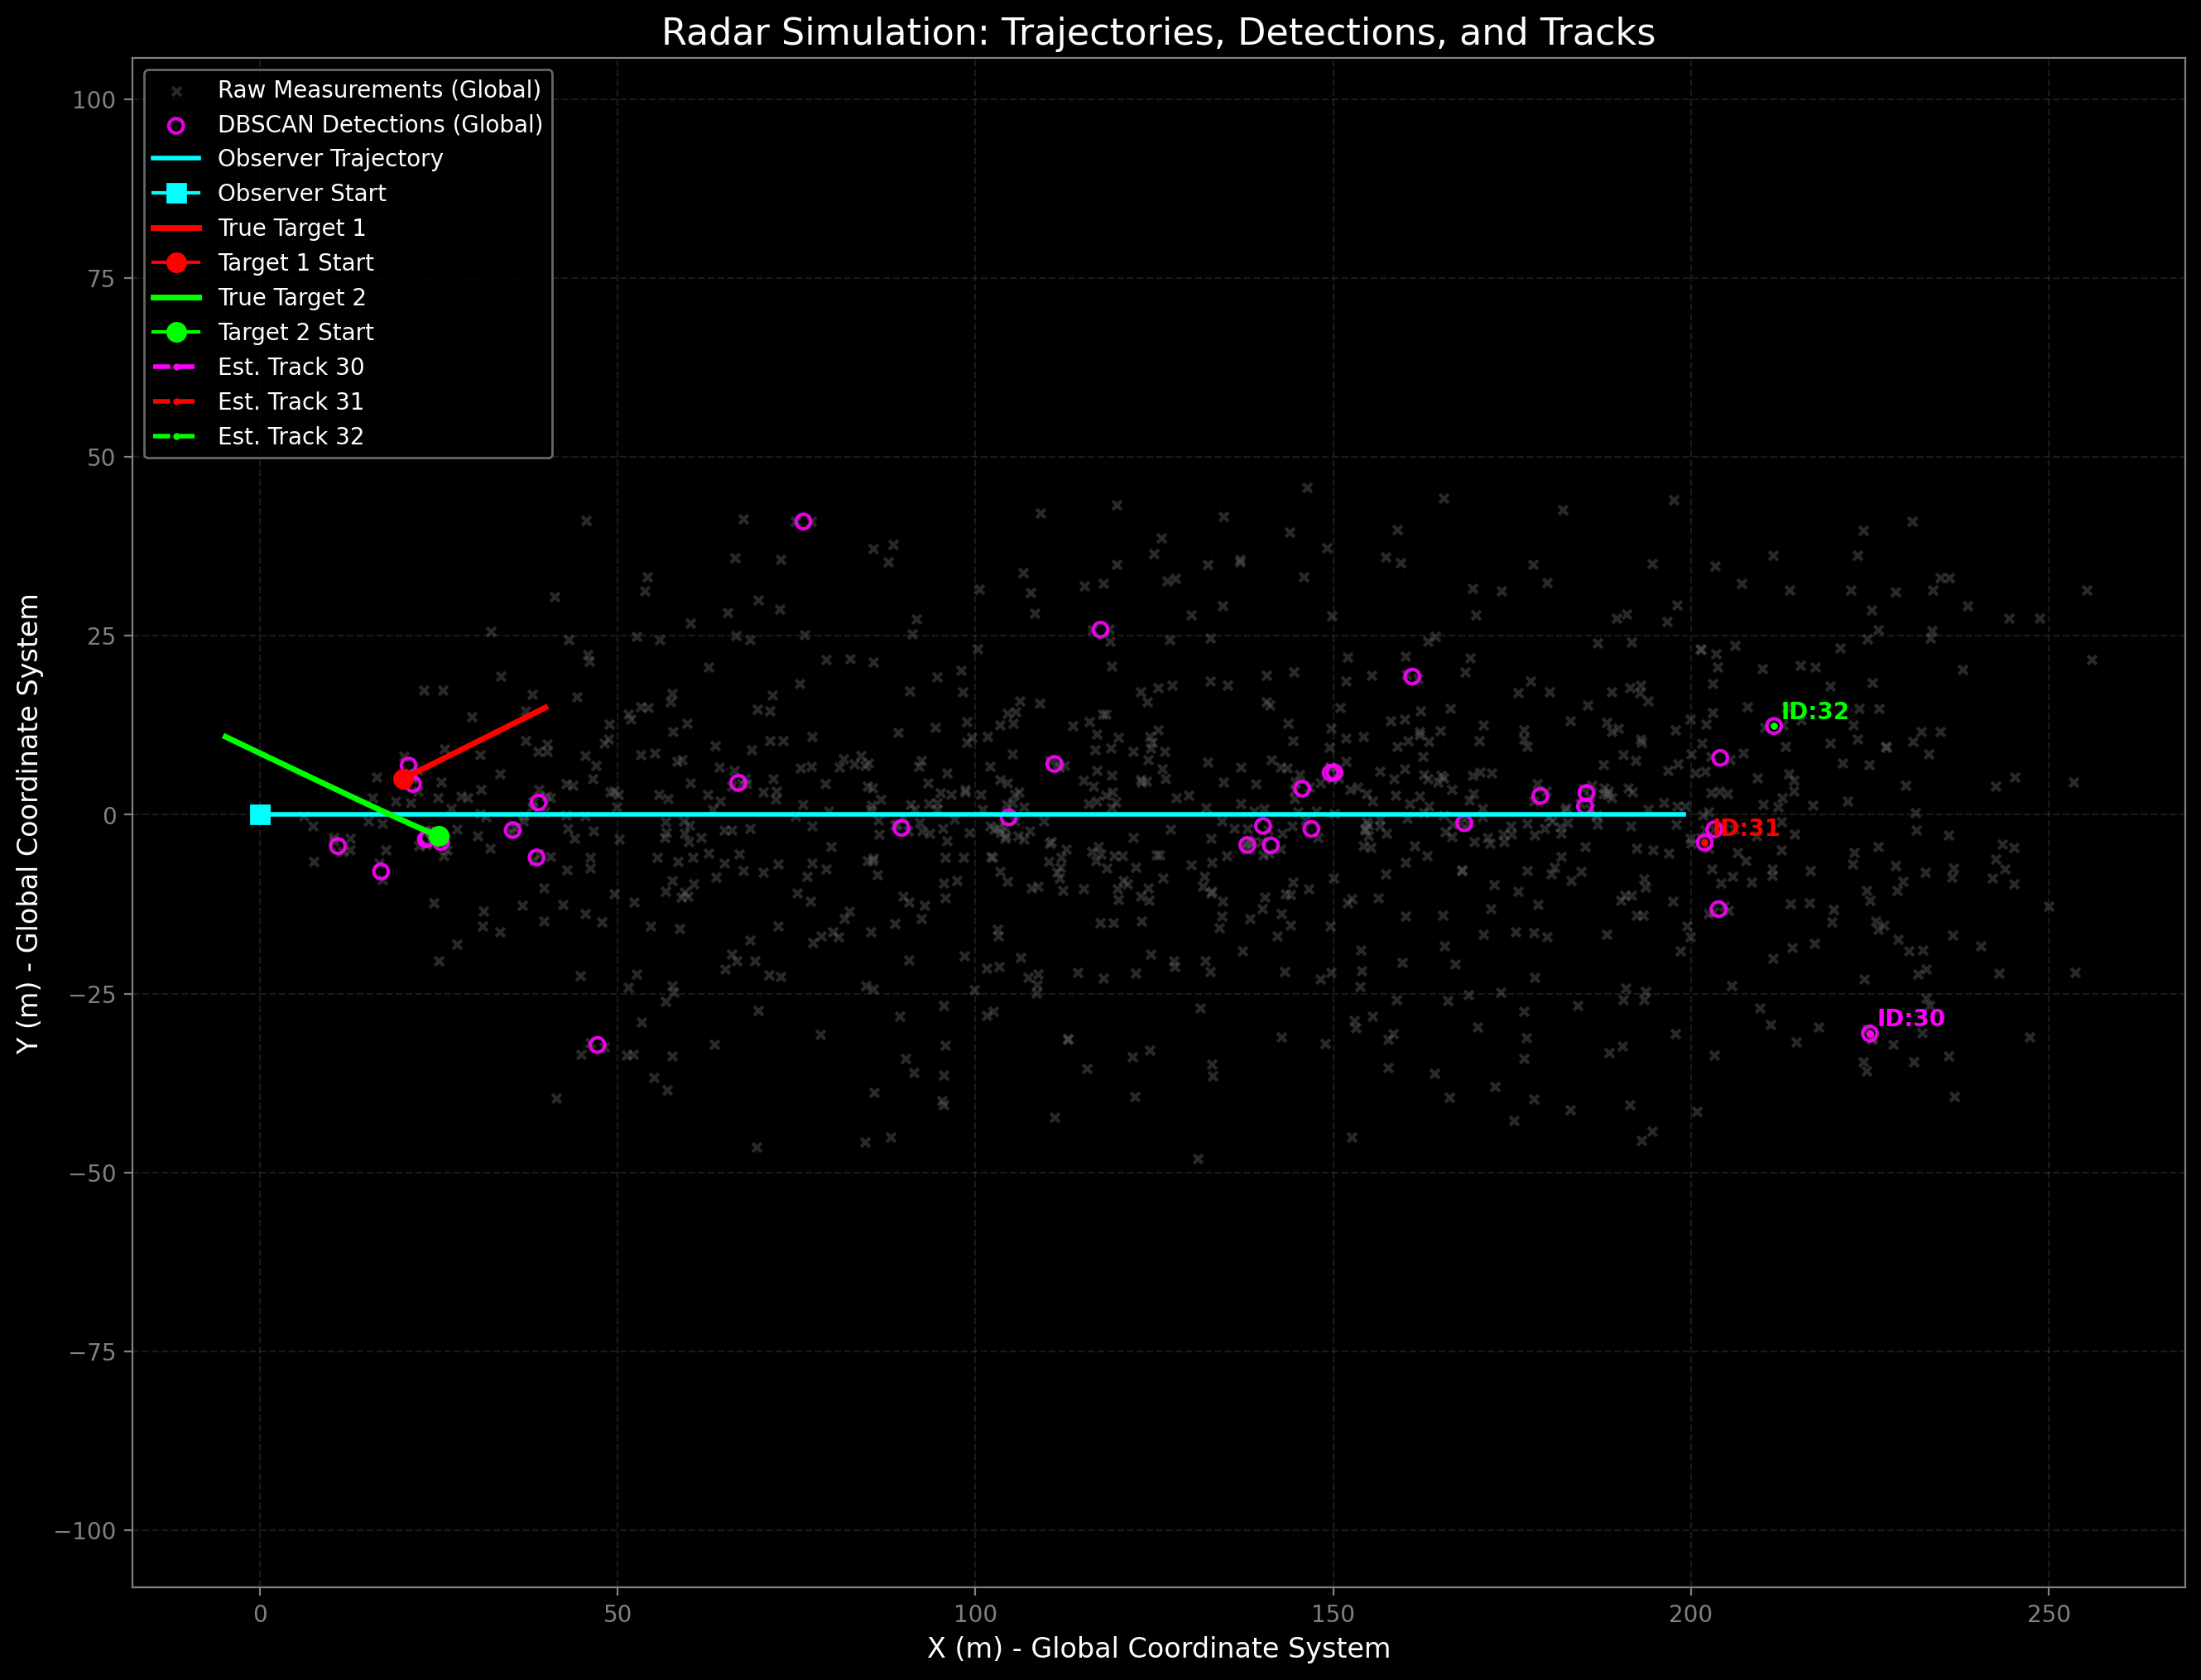 Radar Simulation: Trajectories, Detections, and Tracks
Raw Measurements (Global)
DBSCAN Detections (Global)
Observer Trajectory
Observer Start
True Target 1
Target 1 Start
True Target 2
Target 2 Start
Est. Track 30
Est. Track 31
Est. Track 32
100
75
50
25
0
−25
−50
−75
−100
Y (m) - Global Coordinate System
ID:32
ID:31
ID:30
0
50
100
150
200
250
X (m) - Global Coordinate System